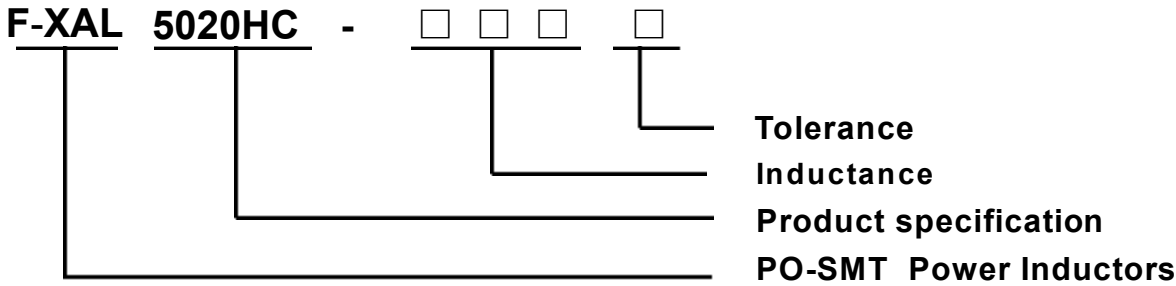 F-XAL 5020HC - □ □ □ □
Tolerance
Inductance
Product specification
PO-SMT Power Inductors